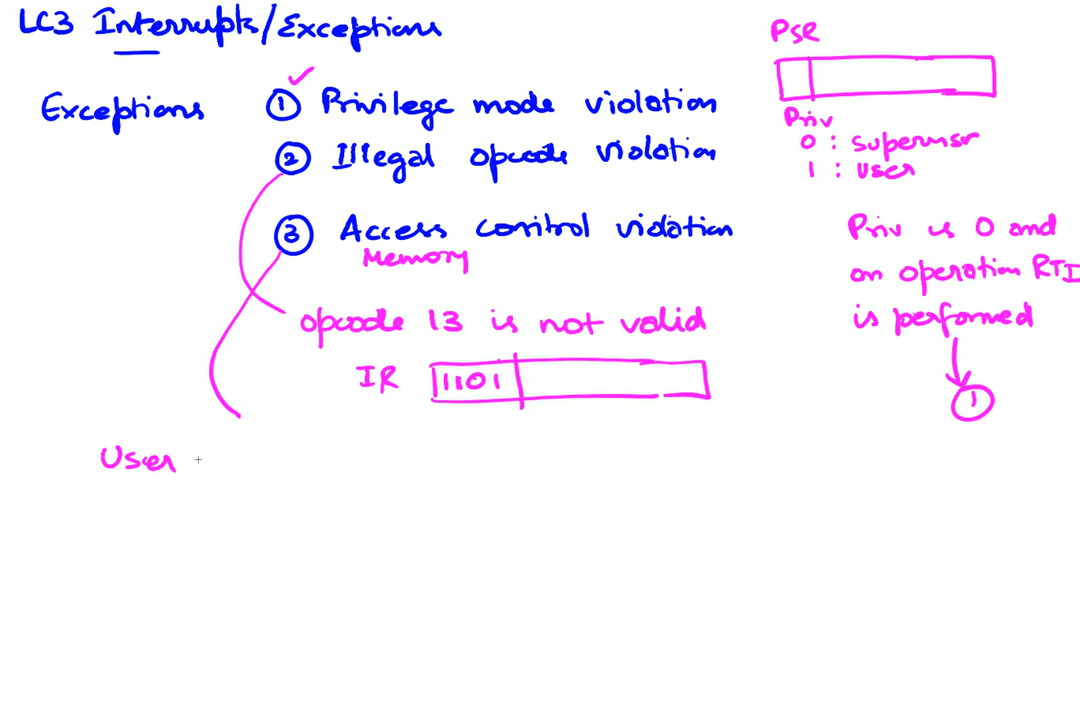 LC3 Interrupts/Exceptions
Exceptions
① Privilege mode violation
② Illegal opcode violation
③ Access control violation
Memory
opcode 13 is not valid
IR 1101
User
PSR
Priv
0 : supervisor
1 : user
Priv is 0 and
an operation RTI
is performed
①